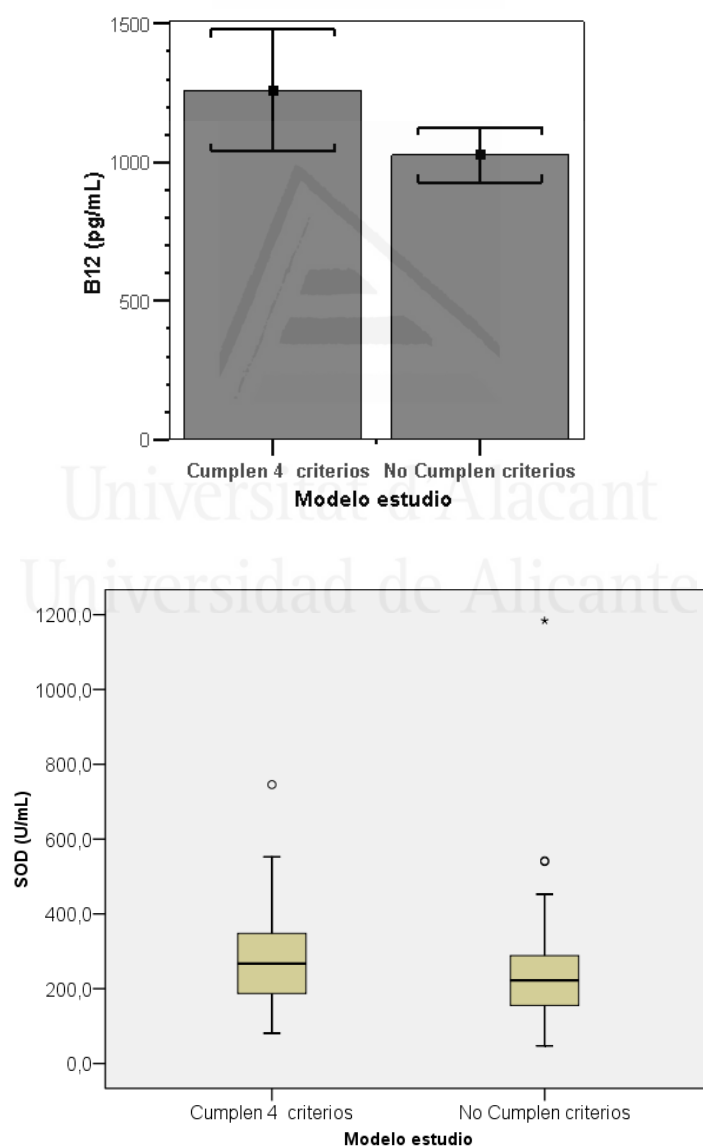 1500
1000
500
0
B12 (pg/mL)
Cumplen 4 criterios No Cumplen criterios
Modelo estudio
Universitat d'Alacant
Universidad de Alicante
1200,0
1000,0
800,0
600,0
400,0
200,0
0,0
SOD (U/mL)
*
Cumplen 4 criterios No Cumplen criterios
Modelo estudio